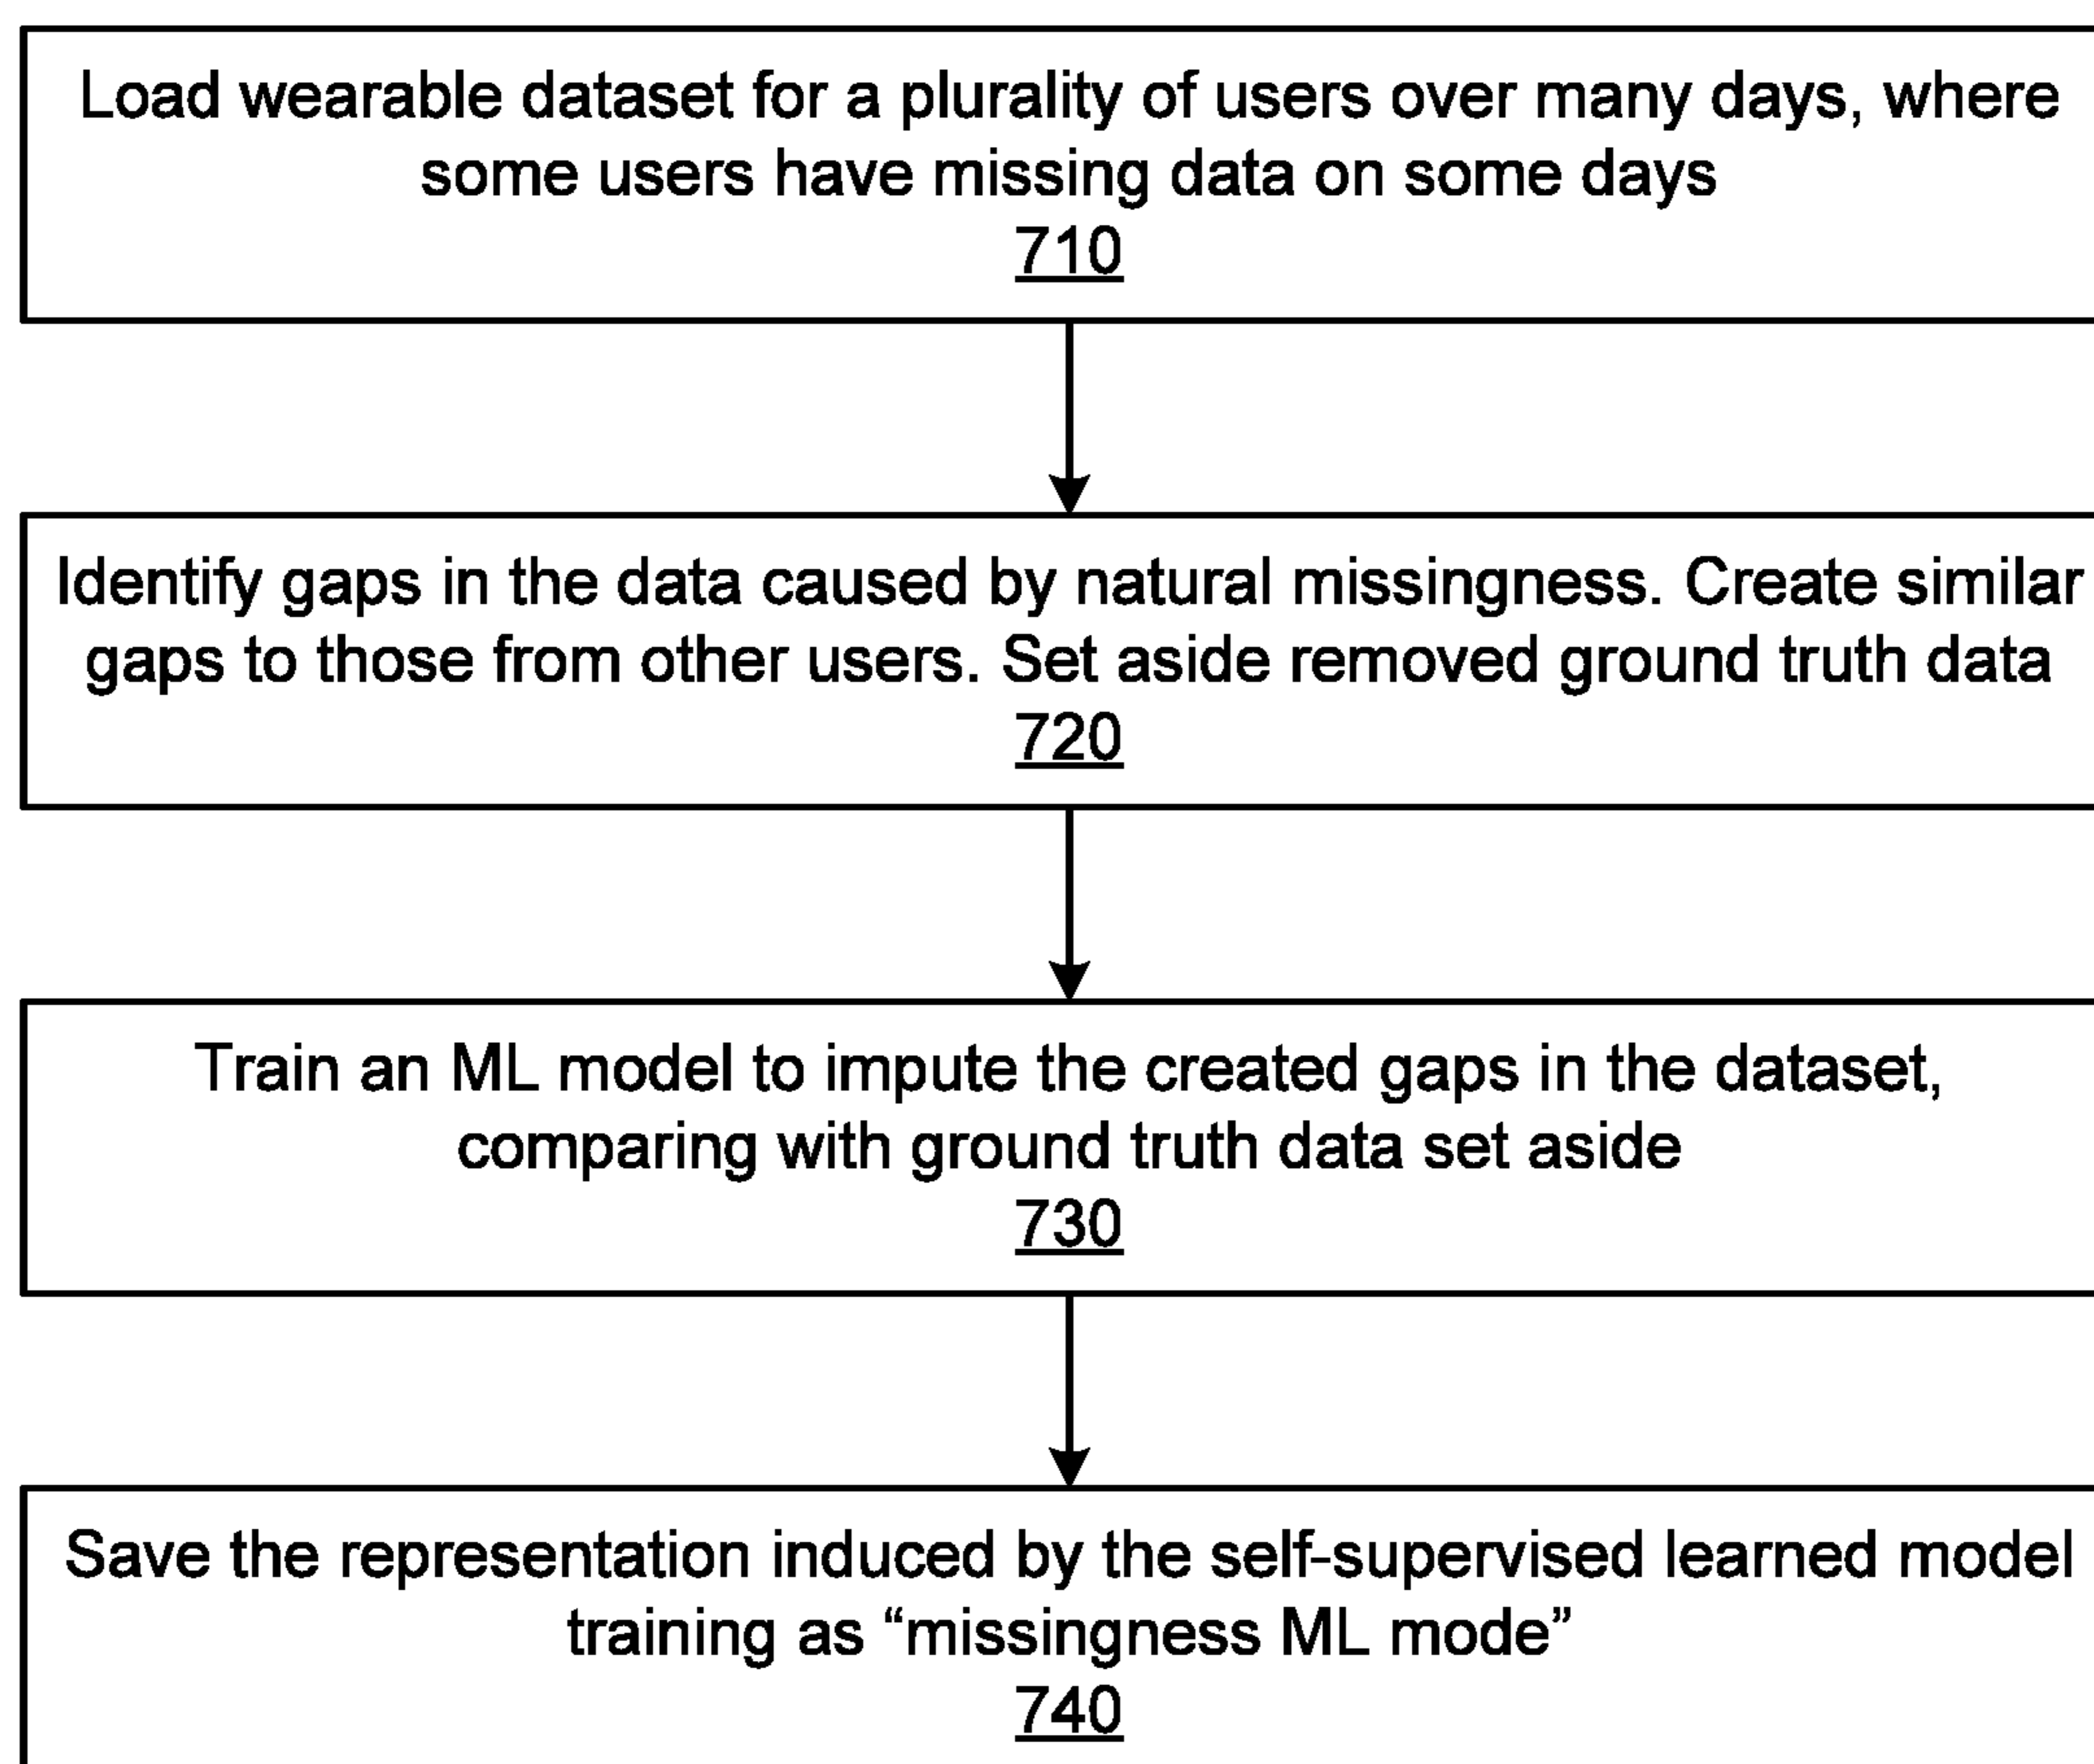 Load wearable dataset for a plurality of users over many days, where
some users have missing data on some days
710
Identify gaps in the data caused by natural missingness. Create similar
gaps to those from other users. Set aside removed ground truth data
720
Train an ML model to impute the created gaps in the dataset,
comparing with ground truth data set aside
730
Save the representation induced by the self-supervised learned model
training as “missingness ML mode”
740